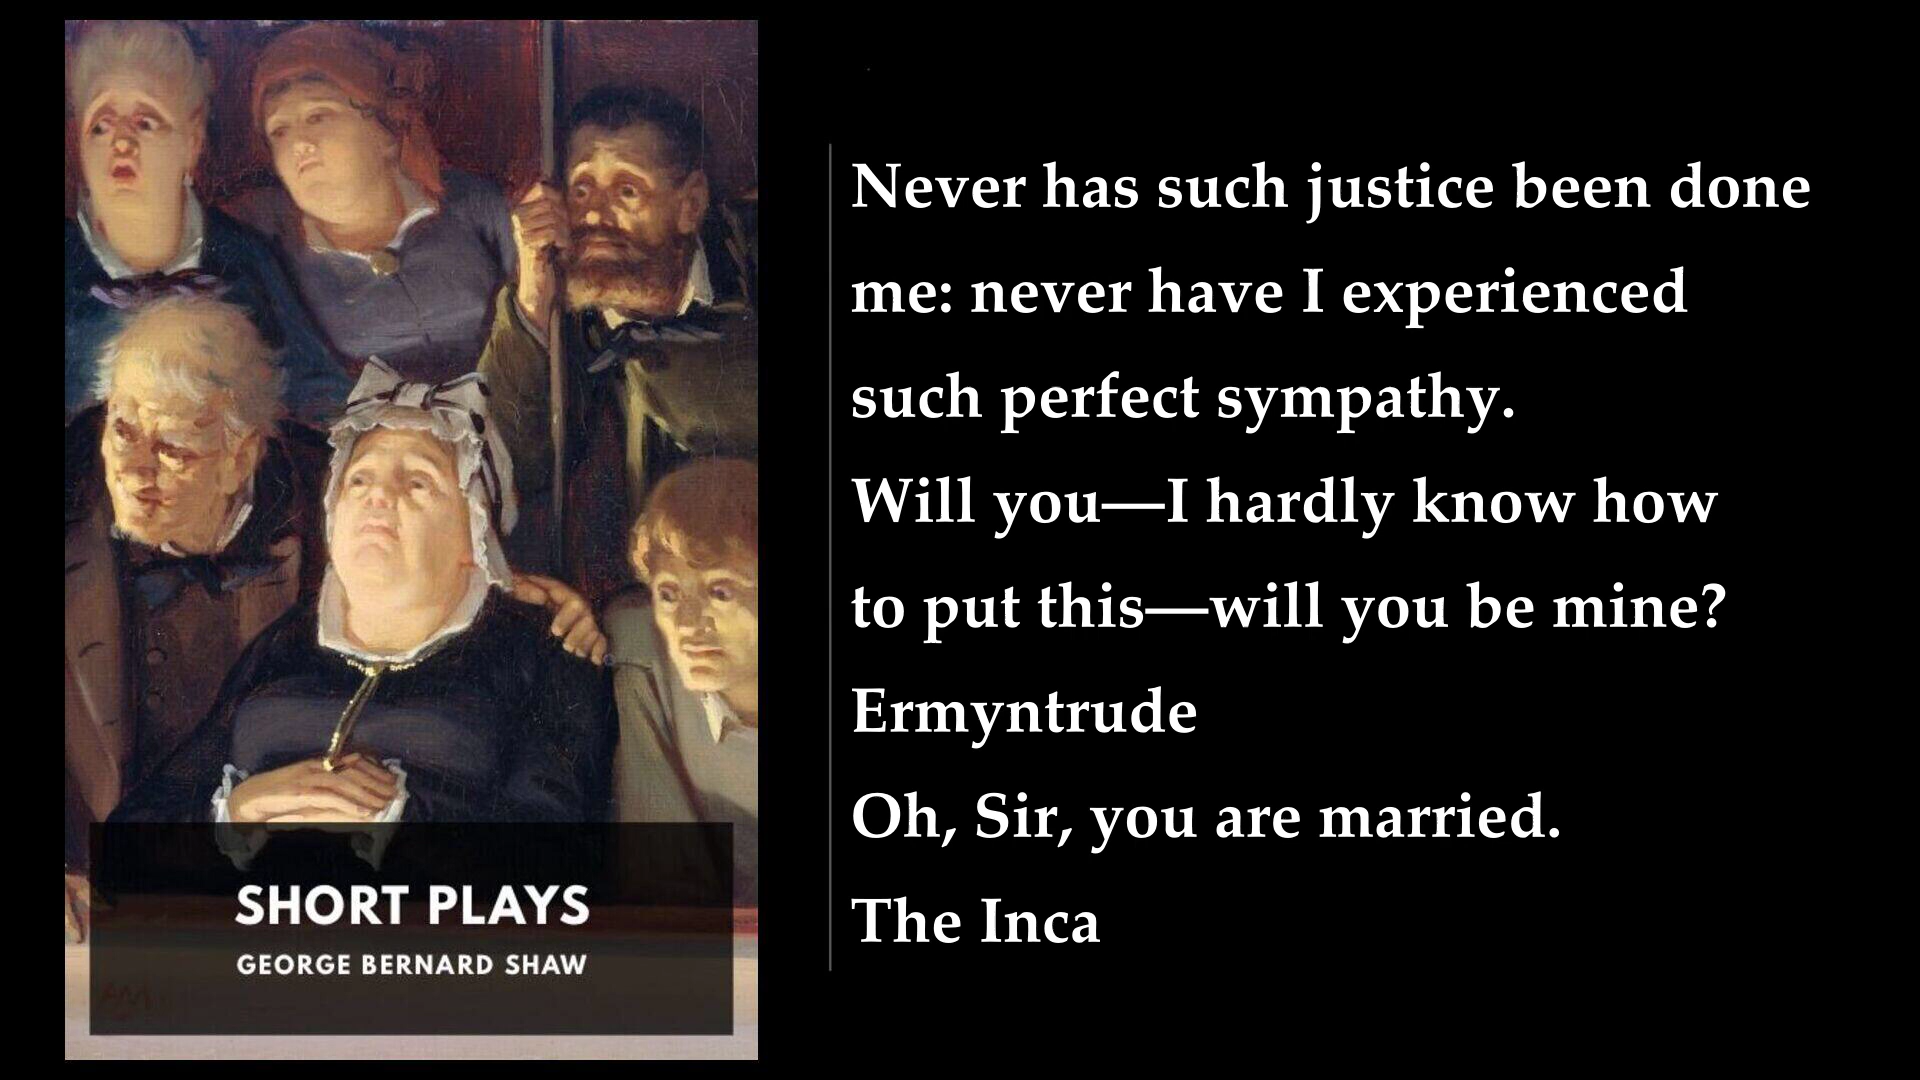 Never has such justice been done
me: never have I experienced
such perfect sympathy.
Will you—I hardly know how
to put this—will you be mine?
Ermyntrude
Oh, Sir, you are married.
The Inca
SHORT PLAYS
GEORGE BERNARD SHAW